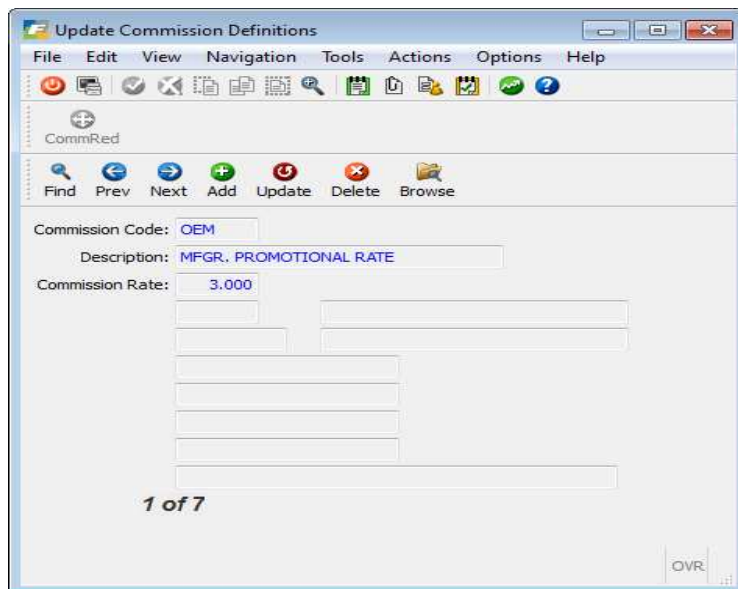 Update Commission Definitions
File Edit View Navigation Tools Actions Options Help
CommRed
Find Prev Next Add Update Delete Browse
Commission Code: OEM
Description: MFGR. PROMOTIONAL RATE
Commission Rate: 3.000
1 of 7
OVR